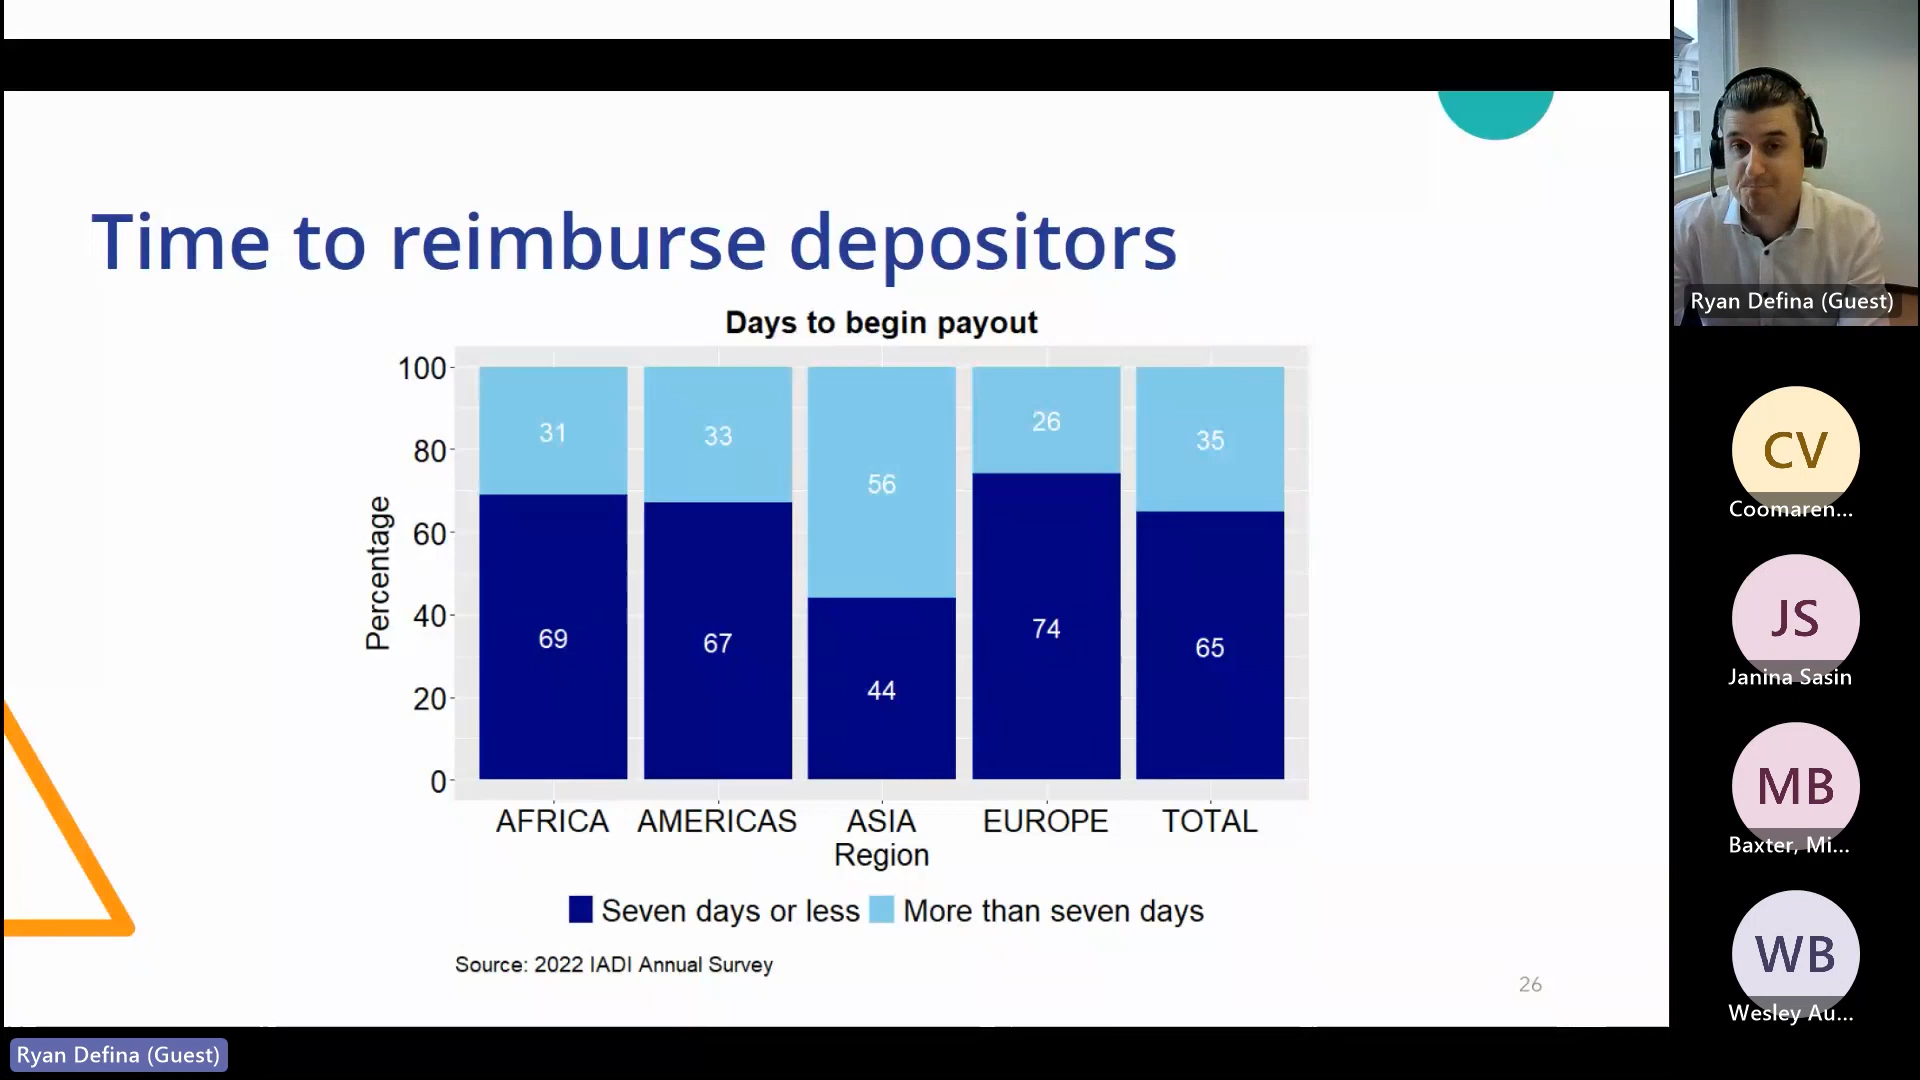 Time to reimburse depositors
Days to begin payout
Percentage
100
80
60
40
20
0
31
33
56
26
35
69
67
44
74
65
AFRICA AMERICAS ASIA EUROPE TOTAL
Region
Seven days or less More than seven days
Source: 2022 IADI Annual Survey
26
Ryan Defina (Guest)
Ryan Defina (Guest)
CV
Coomaren...
JS
Janina Sasin
MB
Baxter, Mi...
WB
Wesley Au...